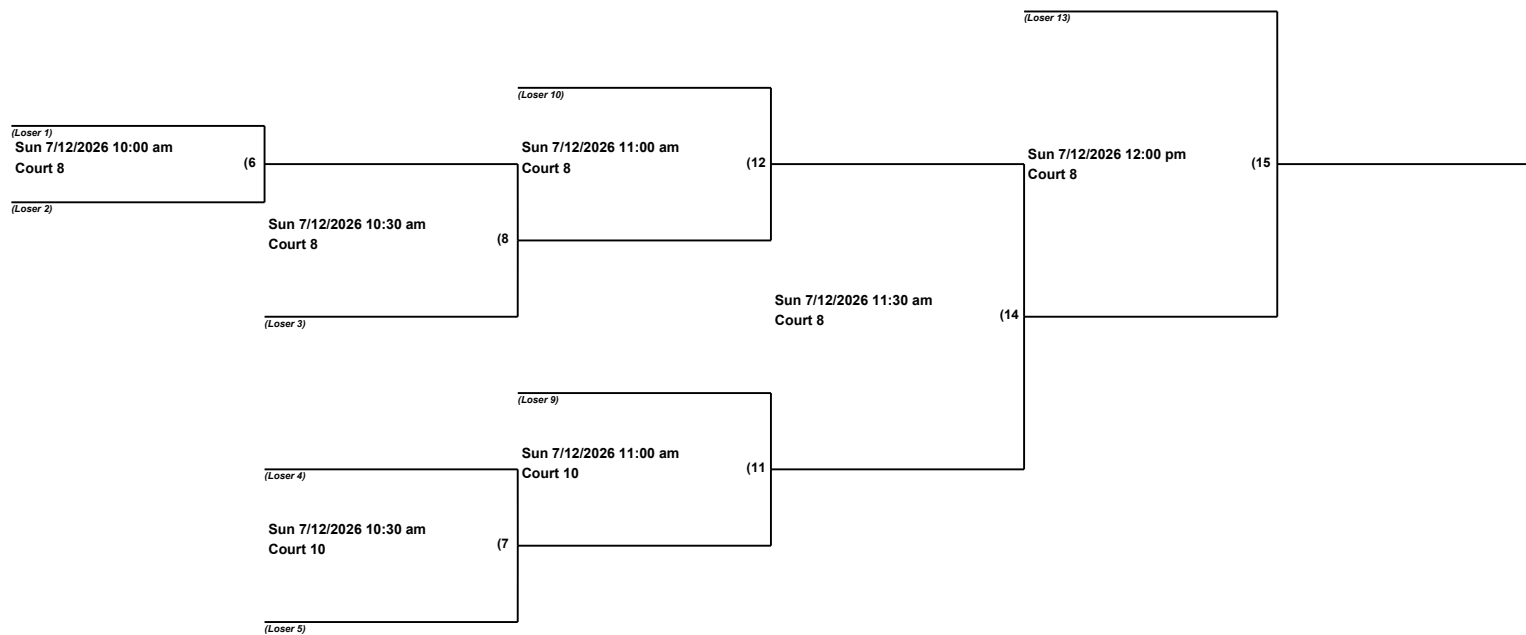 (Loser 13)
(Loser 10)
(Loser 1)
Sun 7/12/2026 10:00 am
Court 8
(6
(Loser 2)
Sun 7/12/2026 11:00 am
Court 8
(12
Sun 7/12/2026 12:00 pm
Court 8
(15
Sun 7/12/2026 10:30 am
Court 8
(8
(Loser 3)
Sun 7/12/2026 11:30 am
Court 8
(14
(Loser 9)
Sun 7/12/2026 11:00 am
Court 10
(11
(Loser 4)
Sun 7/12/2026 10:30 am
Court 10
(7
(Loser 5)